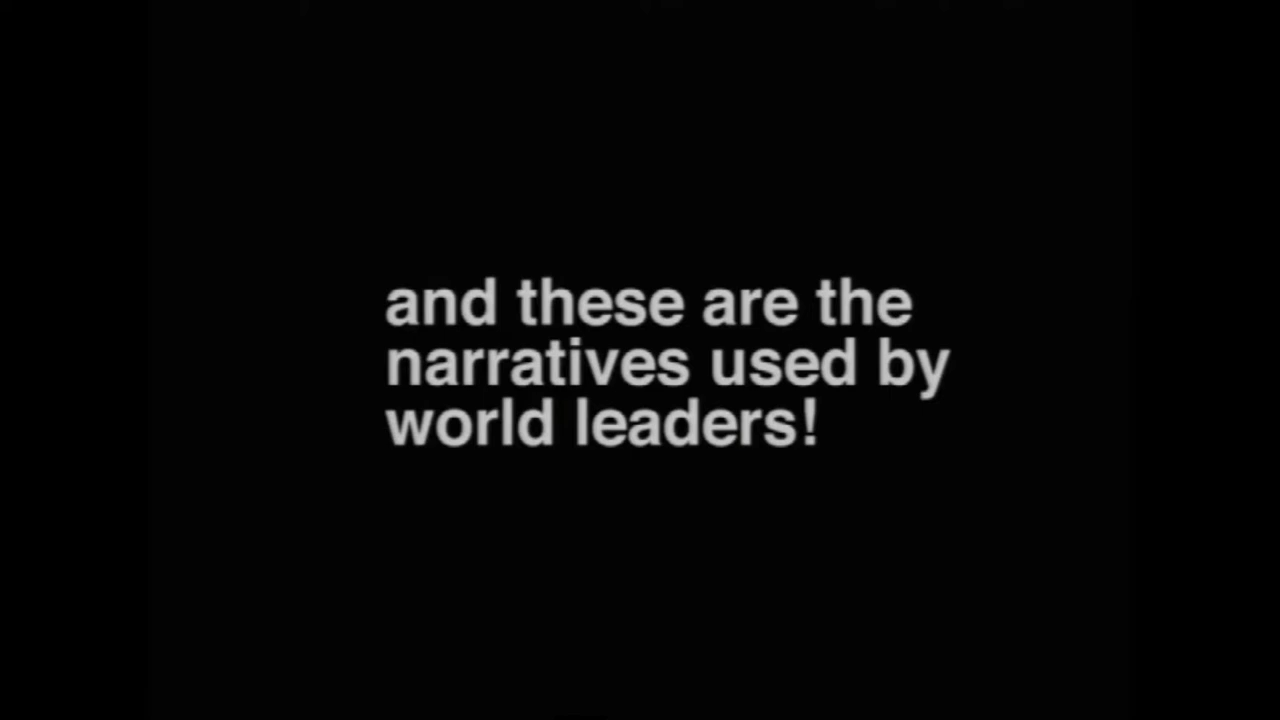 and these are the
narratives used by
world leaders!